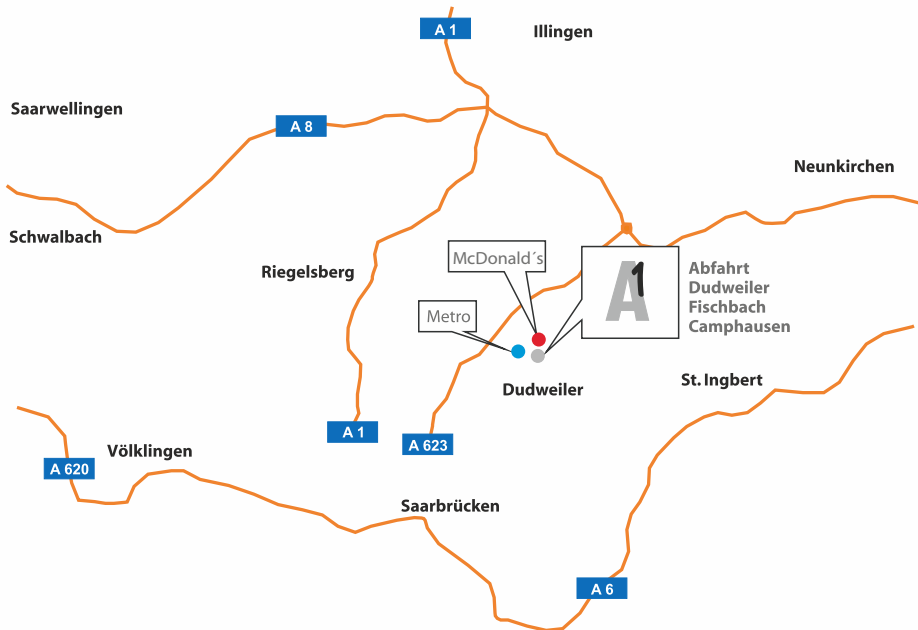 A 1
Illingen
Saarwellingen
A 8
Neunkirchen
Schwalbach
Riegelsberg
McDonald´s
A1
Abfahrt
Dudweiler
Fischbach
Camphausen
Metro
Dudweiler
St. Ingbert
A 1
A 623
Völklingen
A 620
Saarbrücken
A 6